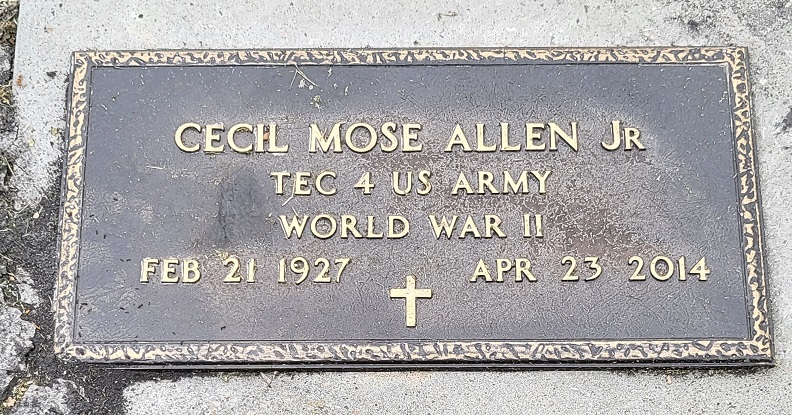 CECIL MOSE ALLEN JR
TEC 4 US ARMY
WORLD WAR II
FEB 21 1927 APR 23 2014